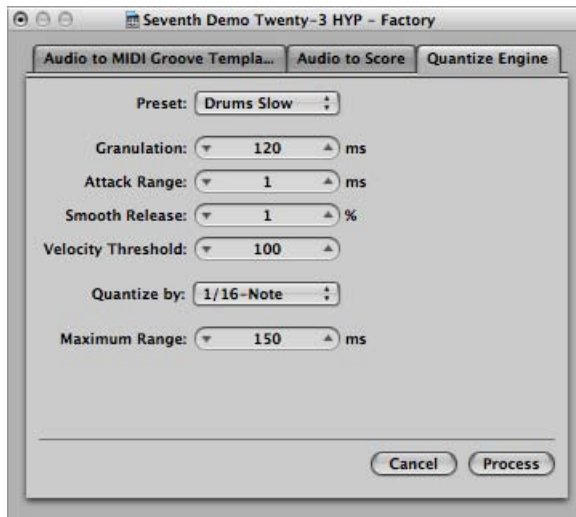 Seventh Demo Twenty-3 HYP - Factory
Audio to MIDI Groove Templa... Audio to Score Quantize Engine
Preset: Drums Slow
Granulation: 120 ms
Attack Range: 1 ms
Smooth Release: 1 %
Velocity Threshold: 100
Quantize by: 1/16-Note
Maximum Range: 150 ms
Cancel Process